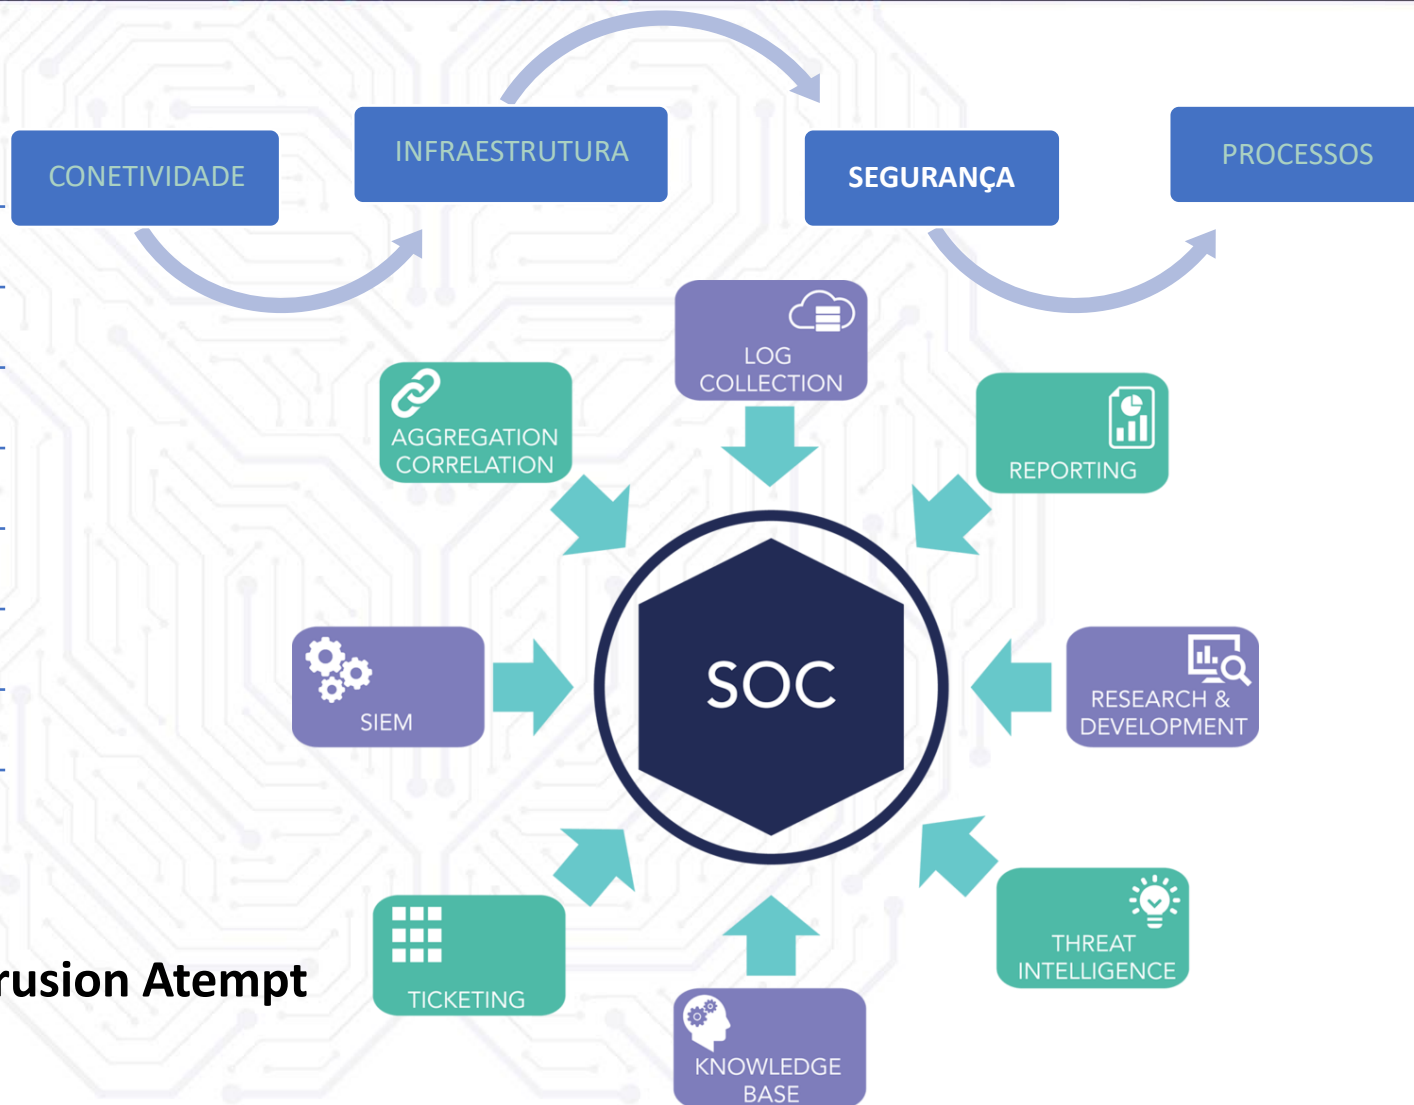 CONETIVIDADE
INFRAESTRUTURA
SEGURANÇA
PROCESSOS
LOG
COLLECTION
AGGREGATION
CORRELATION
REPORTING
SIEM
SOC
RESEARCH &
DEVELOPMENT
THREAT
INTELLIGENCE
TICKETING
rusion Atempt
KNOWLEDGE
BASE